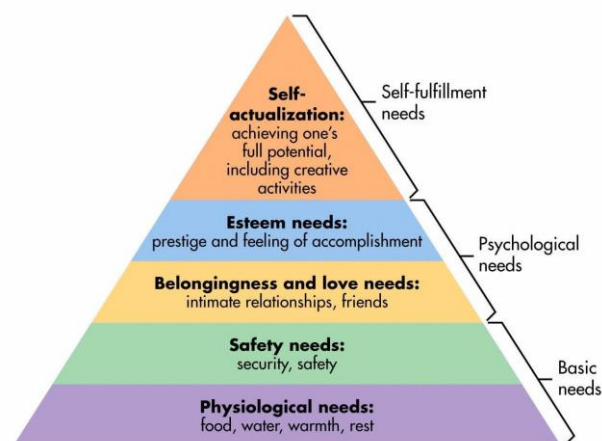 Self-
actualization:
achieving one's
full potential,
including creative
activities
Self-fulfillment
needs
Esteem needs:
prestige and feeling of accomplishment
Psychological
needs
Belongingness and love needs:
intimate relationships, friends
Safety needs:
security, safety
Basic
needs
Physiological needs:
food, water, warmth, rest